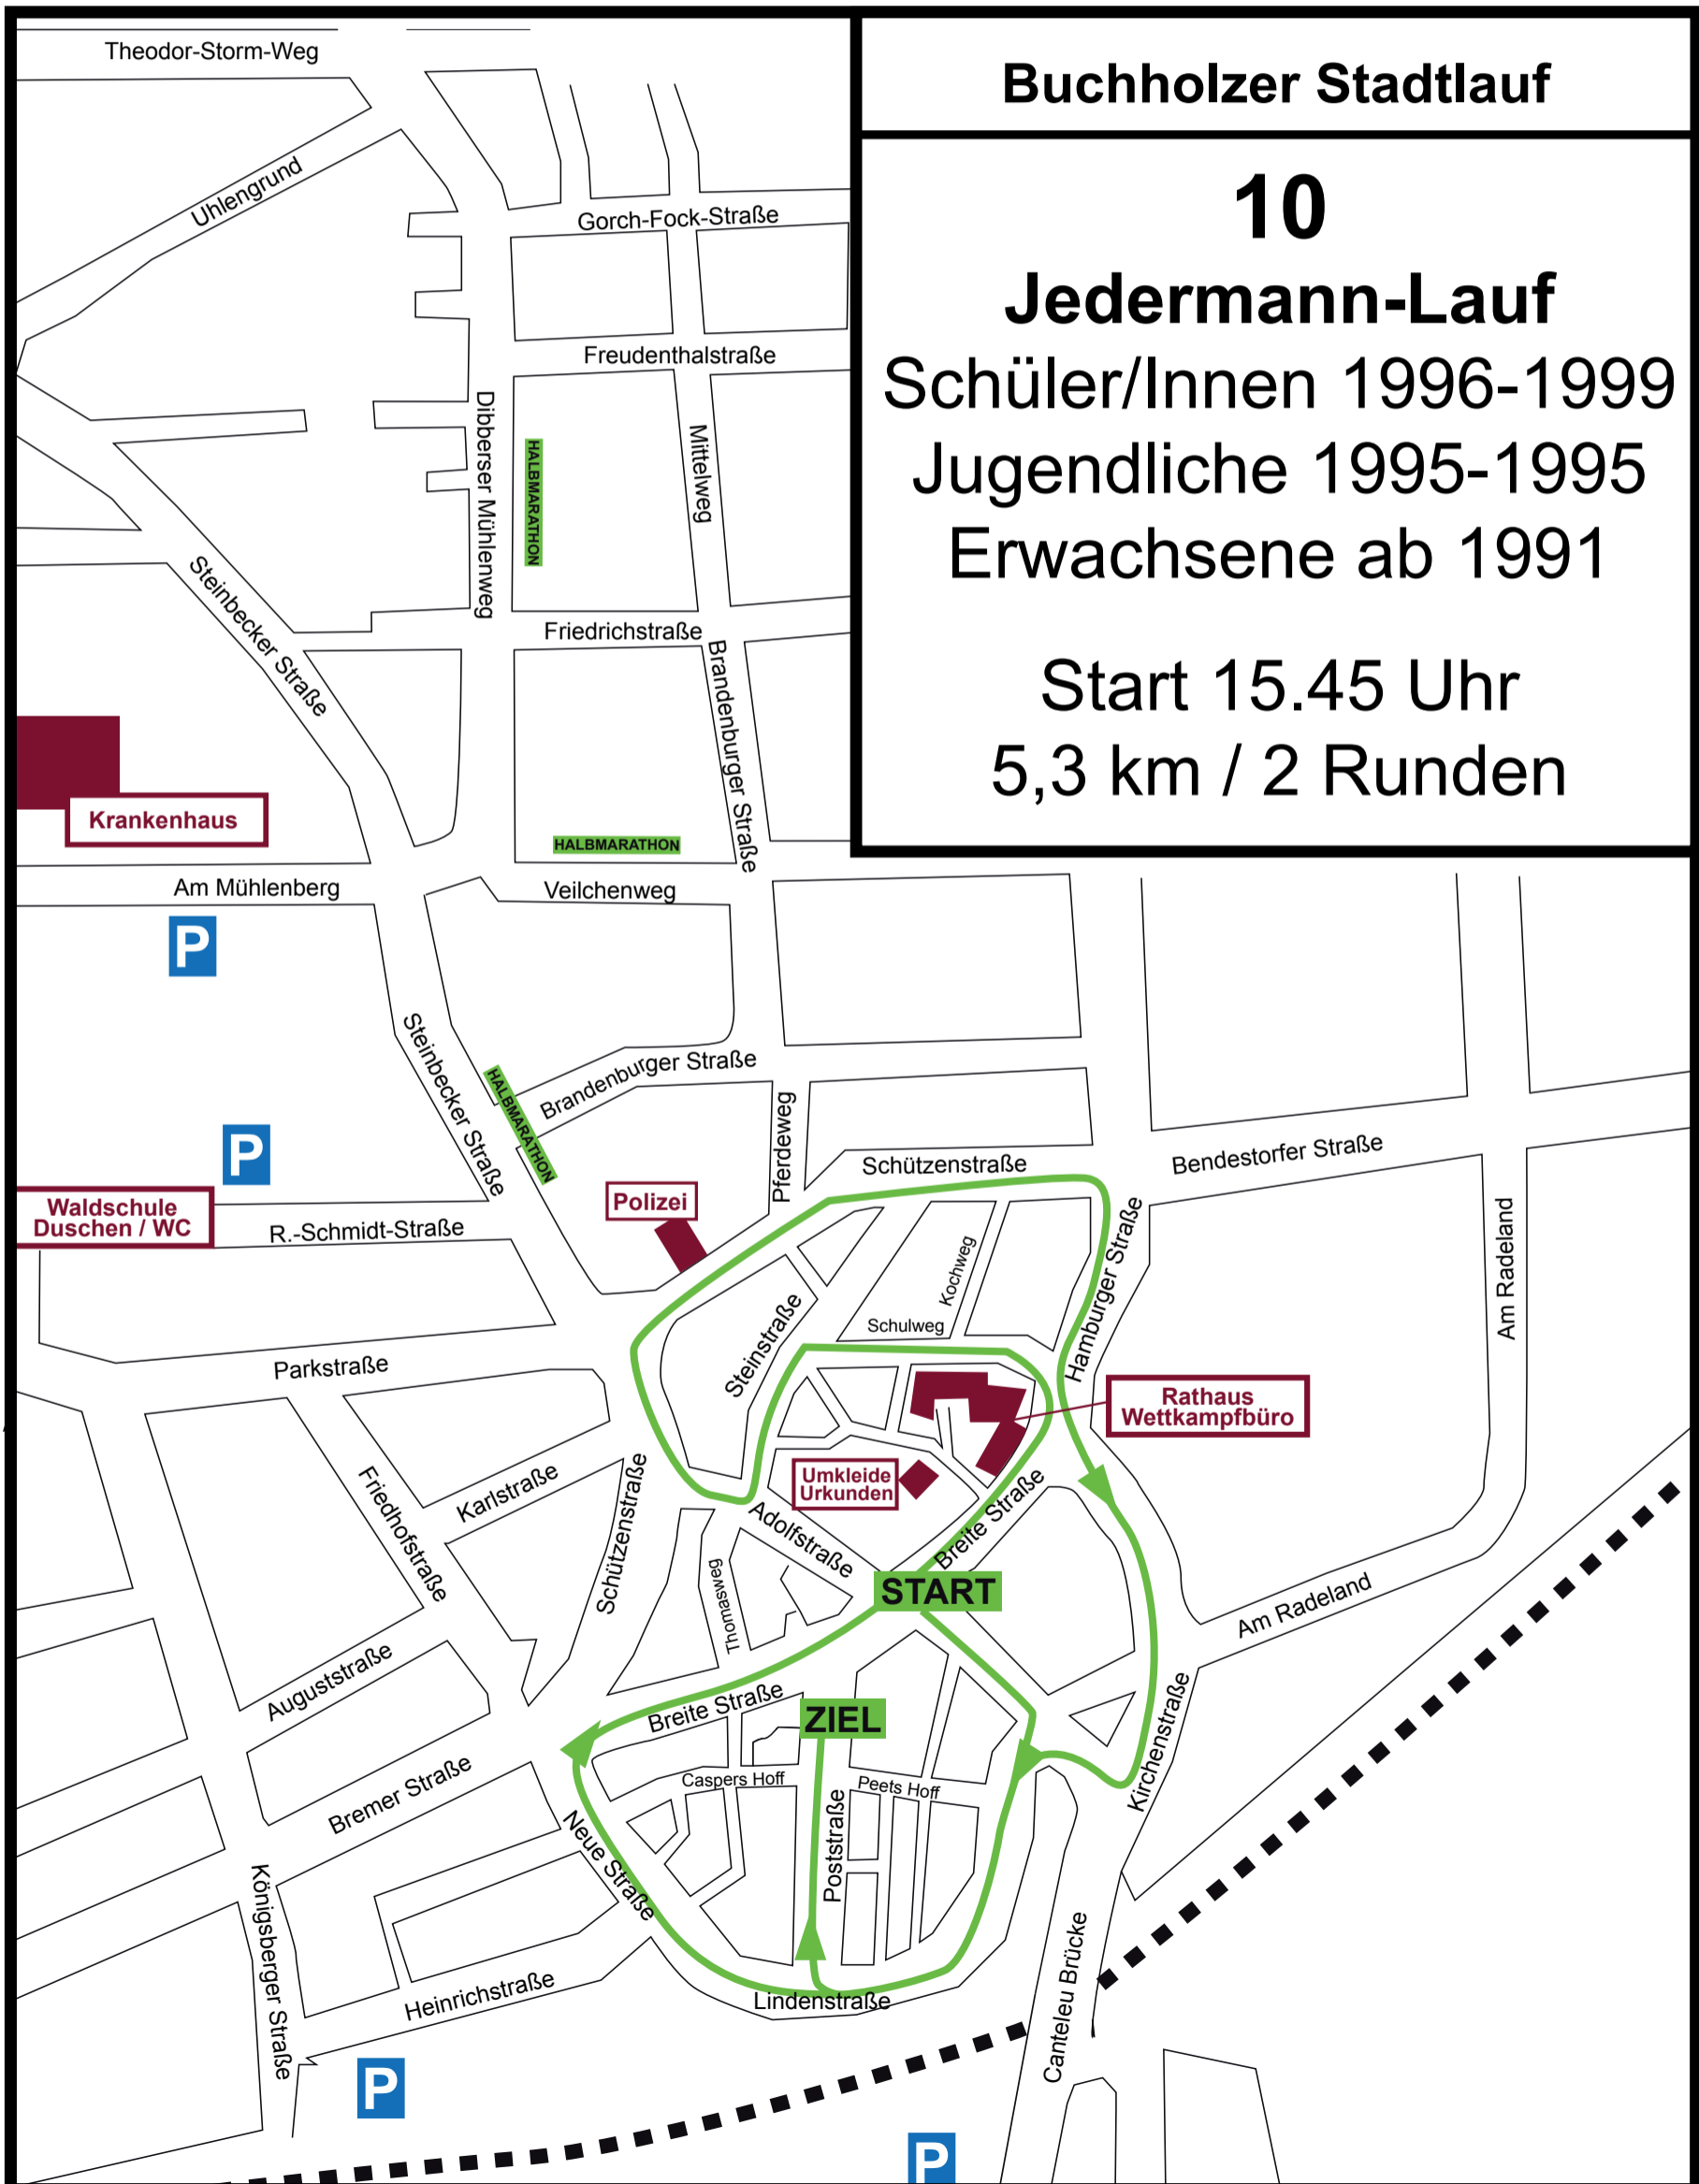 Theodor-Storm-Weg
Buchholzer Stadtlauf
10
Jedermann-Lauf
Schüler/Innen 1996-1999
Jugendliche 1995-1995
Erwachsene ab 1991
Start 15.45 Uhr
5,3 km / 2 Runden
Uhlengrund
Gorch-Fock-Straße
Freudenthalstraße
Dibberser Mühlenweg
HALBMARATHON
Mittelweg
Steinbecker Straße
Friedrichstraße
Brandenburger Straße
Krankenhaus
HALBMARATHON
Am Mühlenberg
Veilchenweg
P
Steinbecker Straße
HALBMARATHON
Brandenburger Straße
Pferdeweg
P
Schützenstraße
Bendestorfer Straße
Waldschule
Duschen / WC
R.-Schmidt-Straße
Polizei
Hamburger Straße
Am Radeland
Kochweg
Schulweg
Steinstraße
Parkstraße
Rathaus
Wettkampfbüro
Umkleide
Urkunden
Friedhofstraße
Karlstraße
Schützenstraße
Adolfstraße
Breite Straße
Thomasweg
START
Am Radeland
Auguststraße
Breite Straße
ZIEL
Kirchenstraße
Bremer Straße
Caspers Hoff
Peets Hoff
Neue Straße
Poststraße
Königsberger Straße
Heinrichstraße
Lindenstraße
Canteleu Brücke
P
P